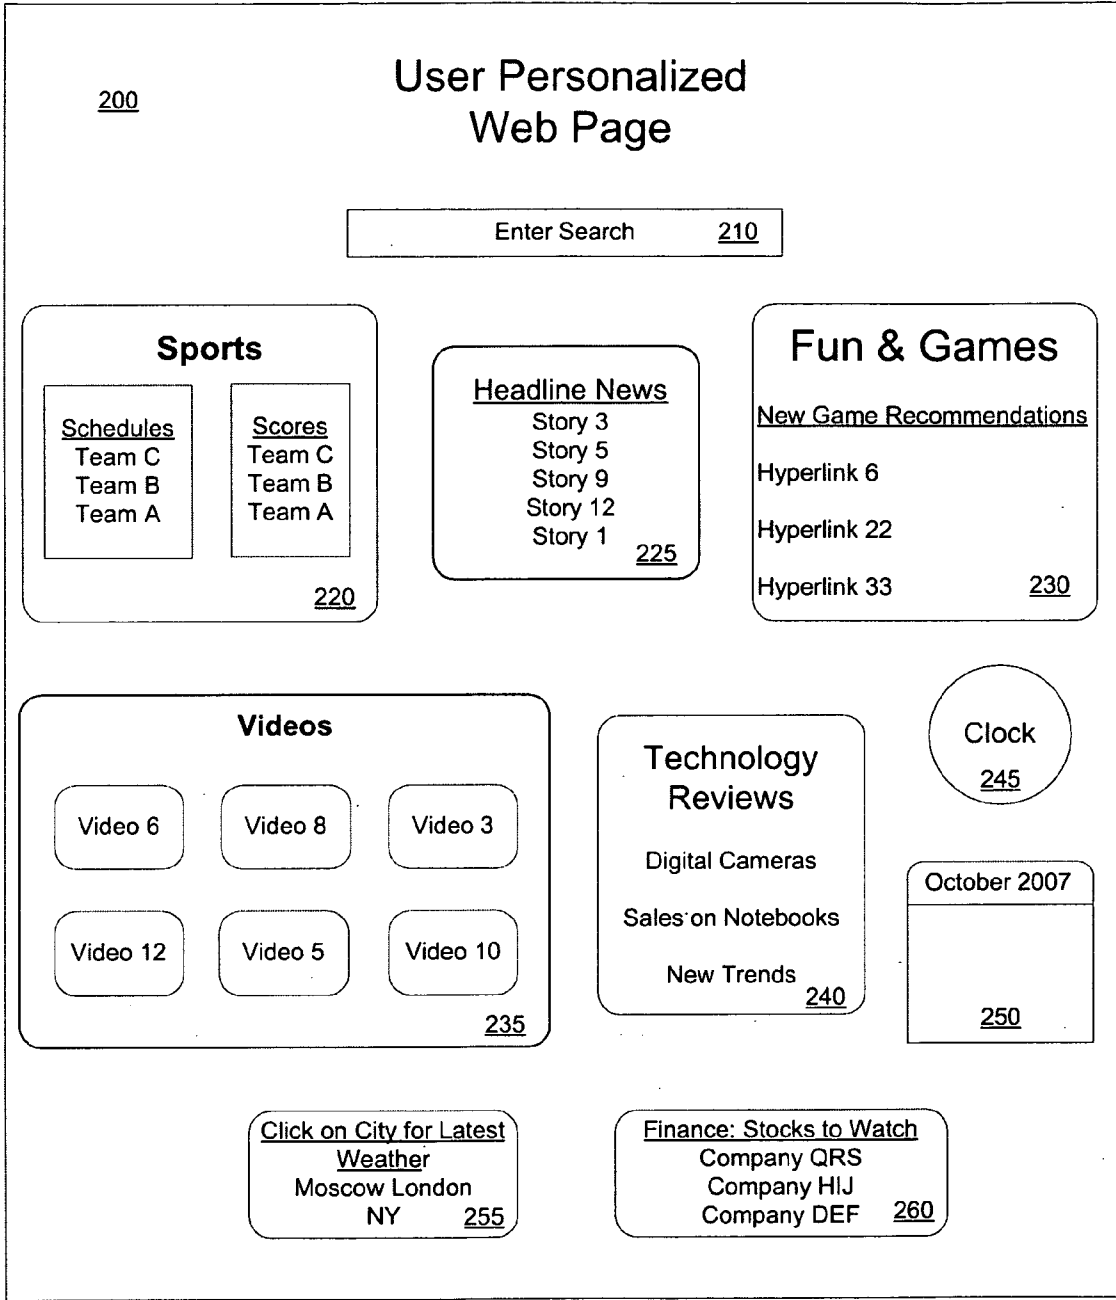 User Personalized
Web Page
200
Enter Search 210
Sports
Schedules
Team C
Team B
Team A
Scores
Team C
Team B
Team A
220
Headline News
Story 3
Story 5
Story 9
Story 12
Story 1
225
Fun & Games
New Game Recommendations
Hyperlink 6
Hyperlink 22
Hyperlink 33 230
Videos
Video 6
Video 8
Video 3
Video 12
Video 5
Video 10
235
Technology
Reviews
Digital Cameras
Sales on Notebooks
New Trends
240
Clock
245
October 2007
250
Click on City for Latest
Weather
Moscow London
NY 255
Finance: Stocks to Watch
Company QRS
Company HIJ
Company DEF 260